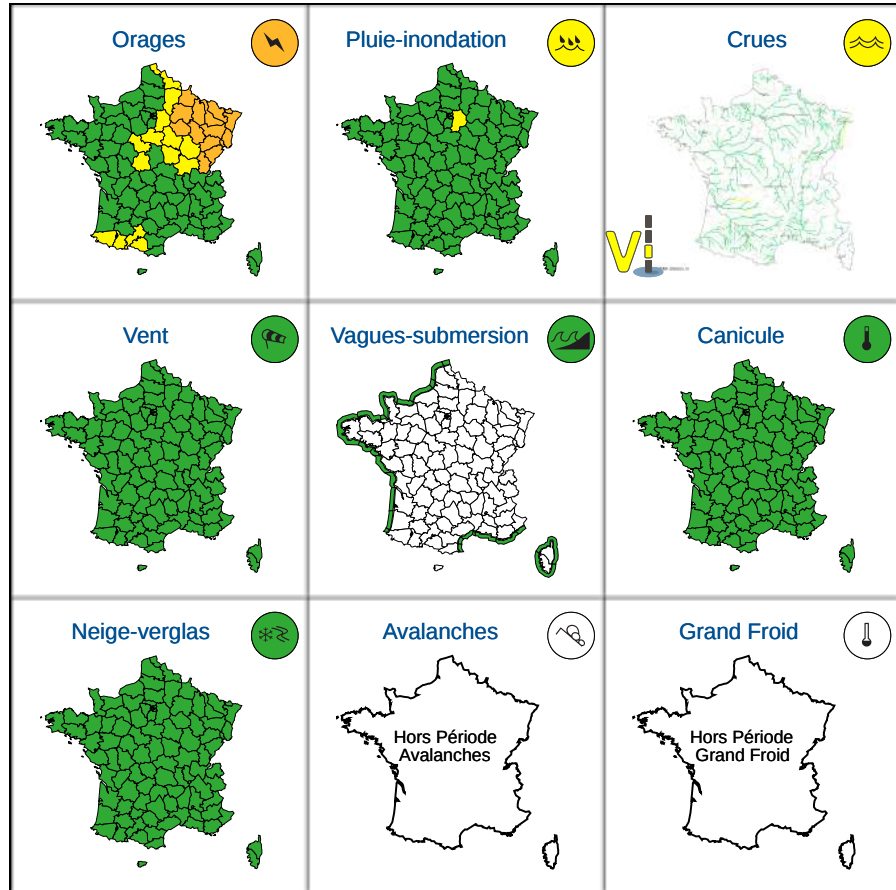 Orages
Pluie-inondation
Crues
Vent
Vagues-submersion
Canicule
Neige-verglas
Avalanches
Grand Froid
Hors Période
Avalanches
Hors Période
Grand Froid